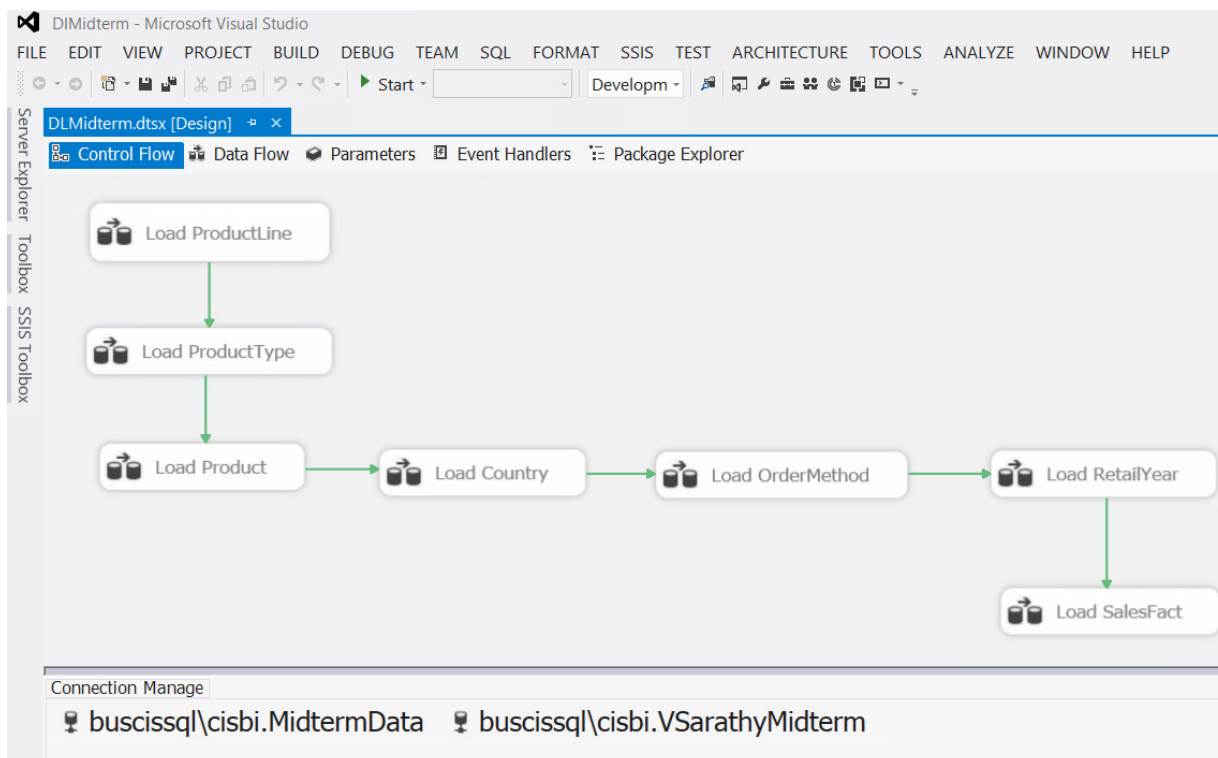 DIMidterm - Microsoft Visual Studio
FILE EDIT VIEW PROJECT BUILD DEBUG TEAM SQL FORMAT SSIS TEST ARCHITECTURE TOOLS ANALYZE WINDOW HELP
Start Developm
Server Explorer
Toolbox
SSIS Toolbox
DLMidterm.dtsx [Design]
Control Flow Data Flow Parameters Event Handlers Package Explorer
Load ProductLine
Load ProductType
Load Product Load Country Load OrderMethod Load RetailYear
Load SalesFact
Connection Manage
buscissql\cisbi.MidtermData buscissql\cisbi.VSarathyMidterm